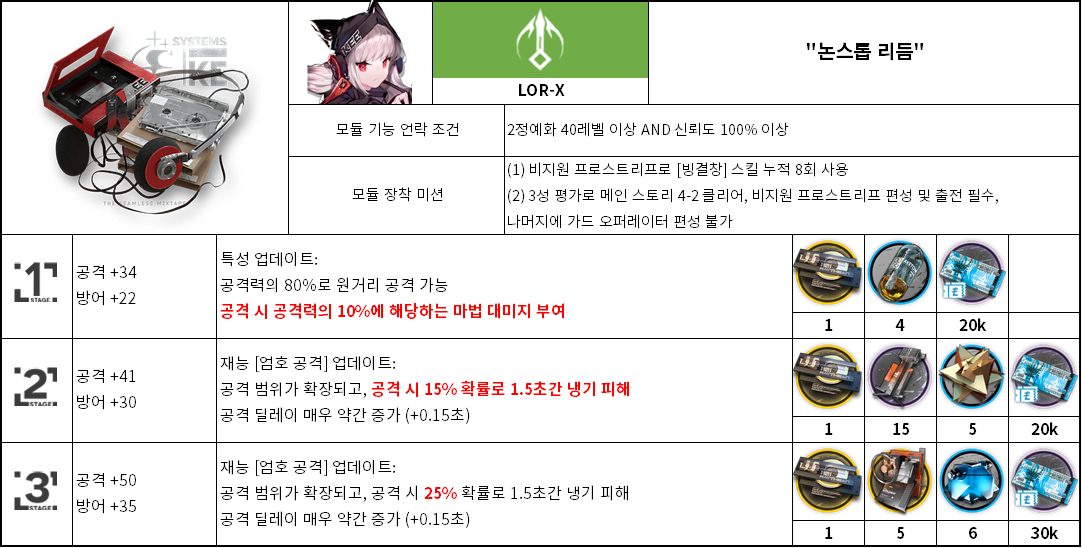 SYSTEMS
KE
THE SEAMLESS MIXTAPE
LOR-X
"논스톱 리듬"
모듈 기능 언락 조건
2정예화 40레벨 이상 AND 신뢰도 100% 이상
모듈 장착 미션
(1) 비지원 프로스트리프로 [빙결창] 스킬 누적 8회 사용
(2) 3성 평가로 메인 스토리 4-2 클리어, 비지원 프로스트리프 편성 및 출전 필수,
나머지에 가드 오퍼레이터 편성 불가
1
STAGE.
공격 +34
방어 +22
특성 업데이트:
공격력의 80%로 원거리 공격 가능
공격 시 공격력의 10%에 해당하는 마법 대미지 부여
1 4 20k
2
STAGE.
공격 +41
방어 +30
재능 [엄호 공격] 업데이트:
공격 범위가 확장되고, 공격 시 15% 확률로 1.5초간 냉기 피해
공격 딜레이 매우 약간 증가 (+0.15초)
1 15 5 20k
3
STAGE.
공격 +50
방어 +35
재능 [엄호 공격] 업데이트:
공격 범위가 확장되고, 공격 시 25% 확률로 1.5초간 냉기 피해
공격 딜레이 매우 약간 증가 (+0.15초)
1 5 6 30k